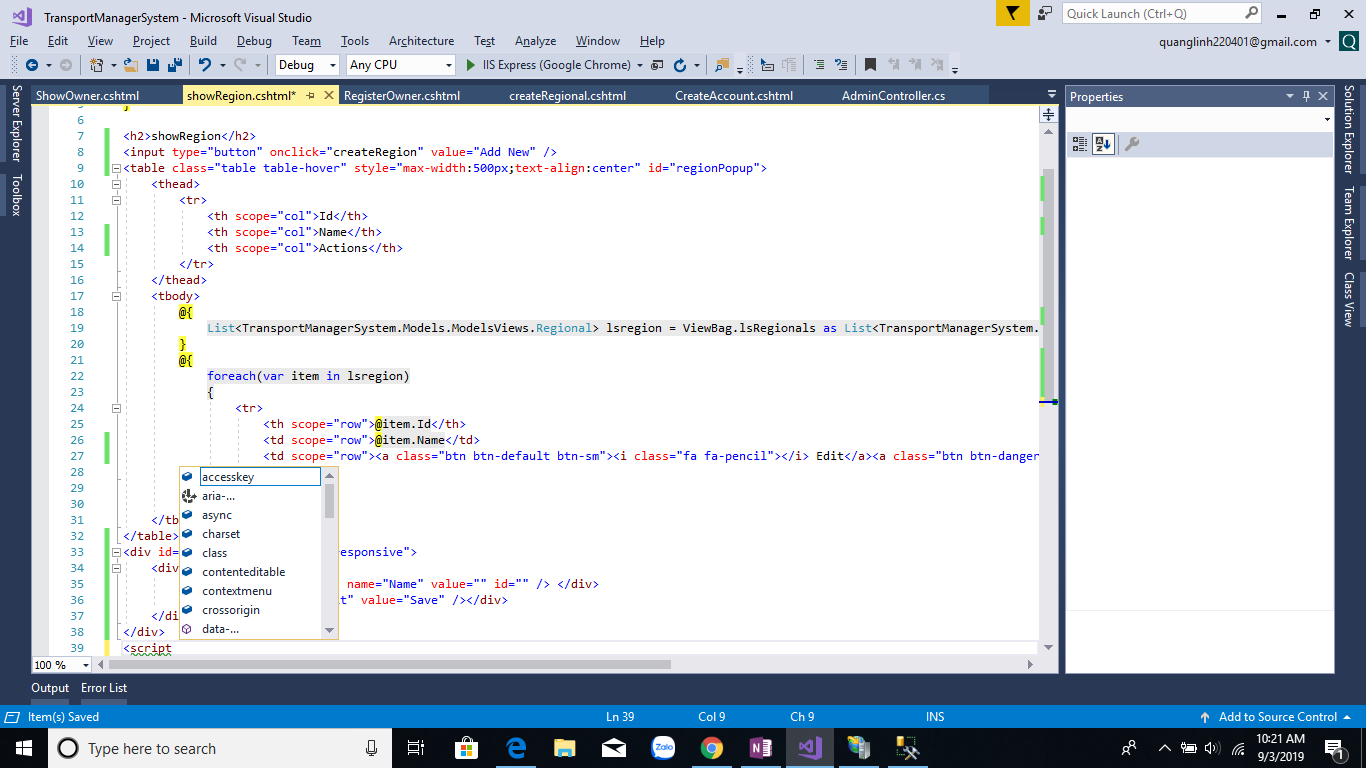 TransportManagerSystem - Microsoft Visual Studio
Quick Launch (Ctrl+Q)
File Edit View Project Build Debug Team Tools Architecture Test Analyze Window Help
quanglinh220401@gmail.com
Q
Debug
Any CPU
IIS Express (Google Chrome)
Server Explorer
Toolbox
ShowOwner.cshtml
showRegion.cshtml*
RegisterOwner.cshtml
createRegional.cshtml
CreateAccount.cshtml
AdminController.cs
6
7 <h2>showRegion</h2>
8 <input type="button" onclick="createRegion" value="Add New" />
9 <table class="table table-hover" style="max-width:500px;text-align:center" id="regionPopup">
10 <thead>
11 <tr>
12 <th scope="col">Id</th>
13 <th scope="col">Name</th>
14 <th scope="col">Actions</th>
15 </tr>
16 </thead>
17 <tbody>
18 @{
19 List<TransportManagerSystem.Models.ModelsViews.Regional> lsregion = ViewBag.lsRegionals as List<TransportManagerSystem.
20 }
21 @{
22 foreach(var item in lsregion)
23 {
24 <tr>
25 <th scope="row">@item.Id</th>
26 <td scope="row">@item.Name</td>
27 <td scope="row"><a class="btn btn-default btn-sm"><i class="fa fa-pencil"></i> Edit</a><a class="btn btn-danger
28
29
30
31 </tb
32 </table>
33 <div id= esponsive">
34 <div
35 name="Name" value="" id="" /> </div>
36 t" value="Save" /></div>
37 </di
38 </div>
39 <script
accesskey
aria-...
async
charset
class
contenteditable
contextmenu
crossorigin
data-...
100 %
Properties
Solution Explorer
Team Explorer
Class View
Output Error List
Item(s) Saved
Ln 39
Col 9
Ch 9
INS
Add to Source Control
Type here to search
Zalo
10:21 AM
9/3/2019
1